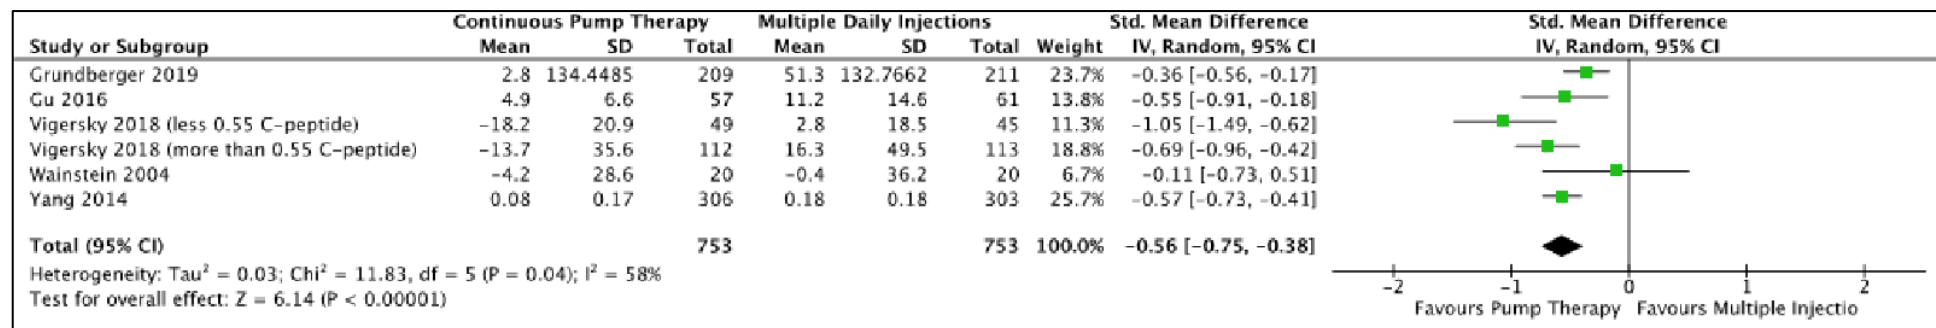 Continuous Pump Therapy Multiple Daily Injections Std. Mean Difference Std. Mean Difference
Study or Subgroup Mean SD Total Mean SD Total Weight IV, Random, 95% CI IV, Random, 95% CI
Grundberger 2019 2.8 134.4485 209 51.3 132.7662 211 23.7% −0.36 [−0.56, −0.17]
Gu 2016 4.9 6.6 57 11.2 14.6 61 13.8% −0.55 [−0.91, −0.18]
Vigersky 2018 (less 0.55 C-peptide) −18.2 20.9 49 2.8 18.5 45 11.3% −1.05 [−1.49, −0.62]
Vigersky 2018 (more than 0.55 C-peptide) −13.7 35.6 112 16.3 49.5 113 18.8% −0.69 [−0.96, −0.42]
Wainstein 2004 −4.2 28.6 20 −0.4 36.2 20 6.7% −0.11 [−0.73, 0.51]
Yang 2014 0.08 0.17 306 0.18 0.18 303 25.7% −0.57 [−0.73, −0.41]
Total (95% CI) 753 753 100.0% −0.56 [−0.75, −0.38]
Heterogeneity: Tau² = 0.03; Chi² = 11.83, df = 5 (P = 0.04); I² = 58%
Test for overall effect: Z = 6.14 (P < 0.00001)
−2 −1 0 1 2
Favours Pump Therapy Favours Multiple Injectio